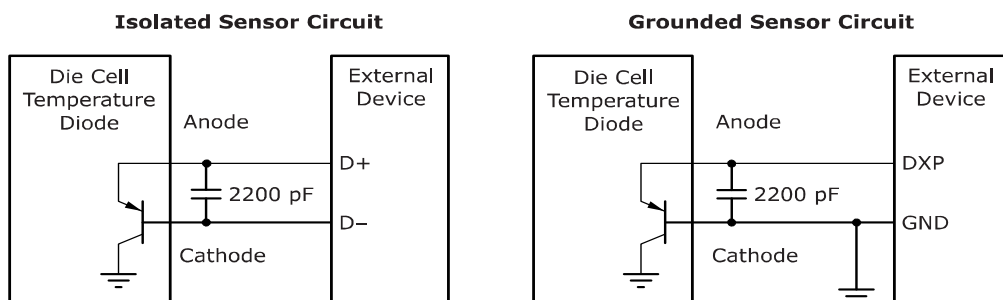 Isolated Sensor Circuit
Die Cell
Temperature
Diode
External
Device
Anode
D+
2200 pF
D−
Cathode
Grounded Sensor Circuit
Die Cell
Temperature
Diode
External
Device
Anode
DXP
2200 pF
GND
Cathode